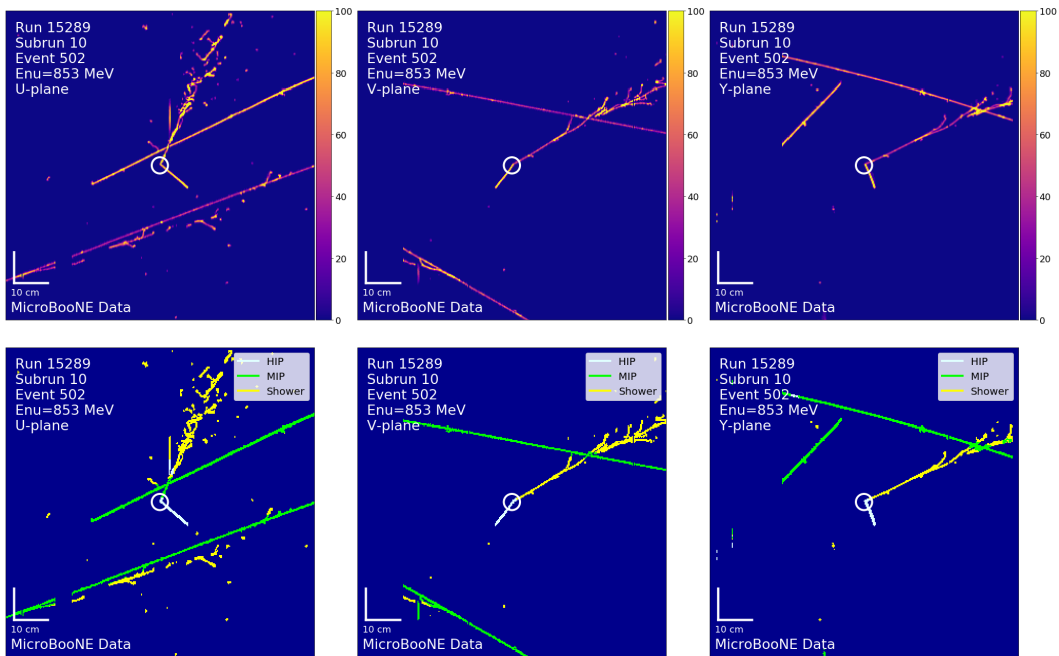 Run 15289
Subrun 10
Event 502
Enu=853 MeV
U-plane
10 cm
MicroBooNE Data
100
80
60
40
20
0
Run 15289
Subrun 10
Event 502
Enu=853 MeV
V-plane
10 cm
MicroBooNE Data
100
80
60
40
20
0
Run 15289
Subrun 10
Event 502
Enu=853 MeV
Y-plane
10 cm
MicroBooNE Data
100
80
60
40
20
0
Run 15289
Subrun 10
Event 502
Enu=853 MeV
U-plane
HIP
MIP
Shower
10 cm
MicroBooNE Data
Run 15289
Subrun 10
Event 502
Enu=853 MeV
V-plane
HIP
MIP
Shower
10 cm
MicroBooNE Data
Run 15289
Subrun 10
Event 502
Enu=853 MeV
Y-plane
HIP
MIP
Shower
10 cm
MicroBooNE Data